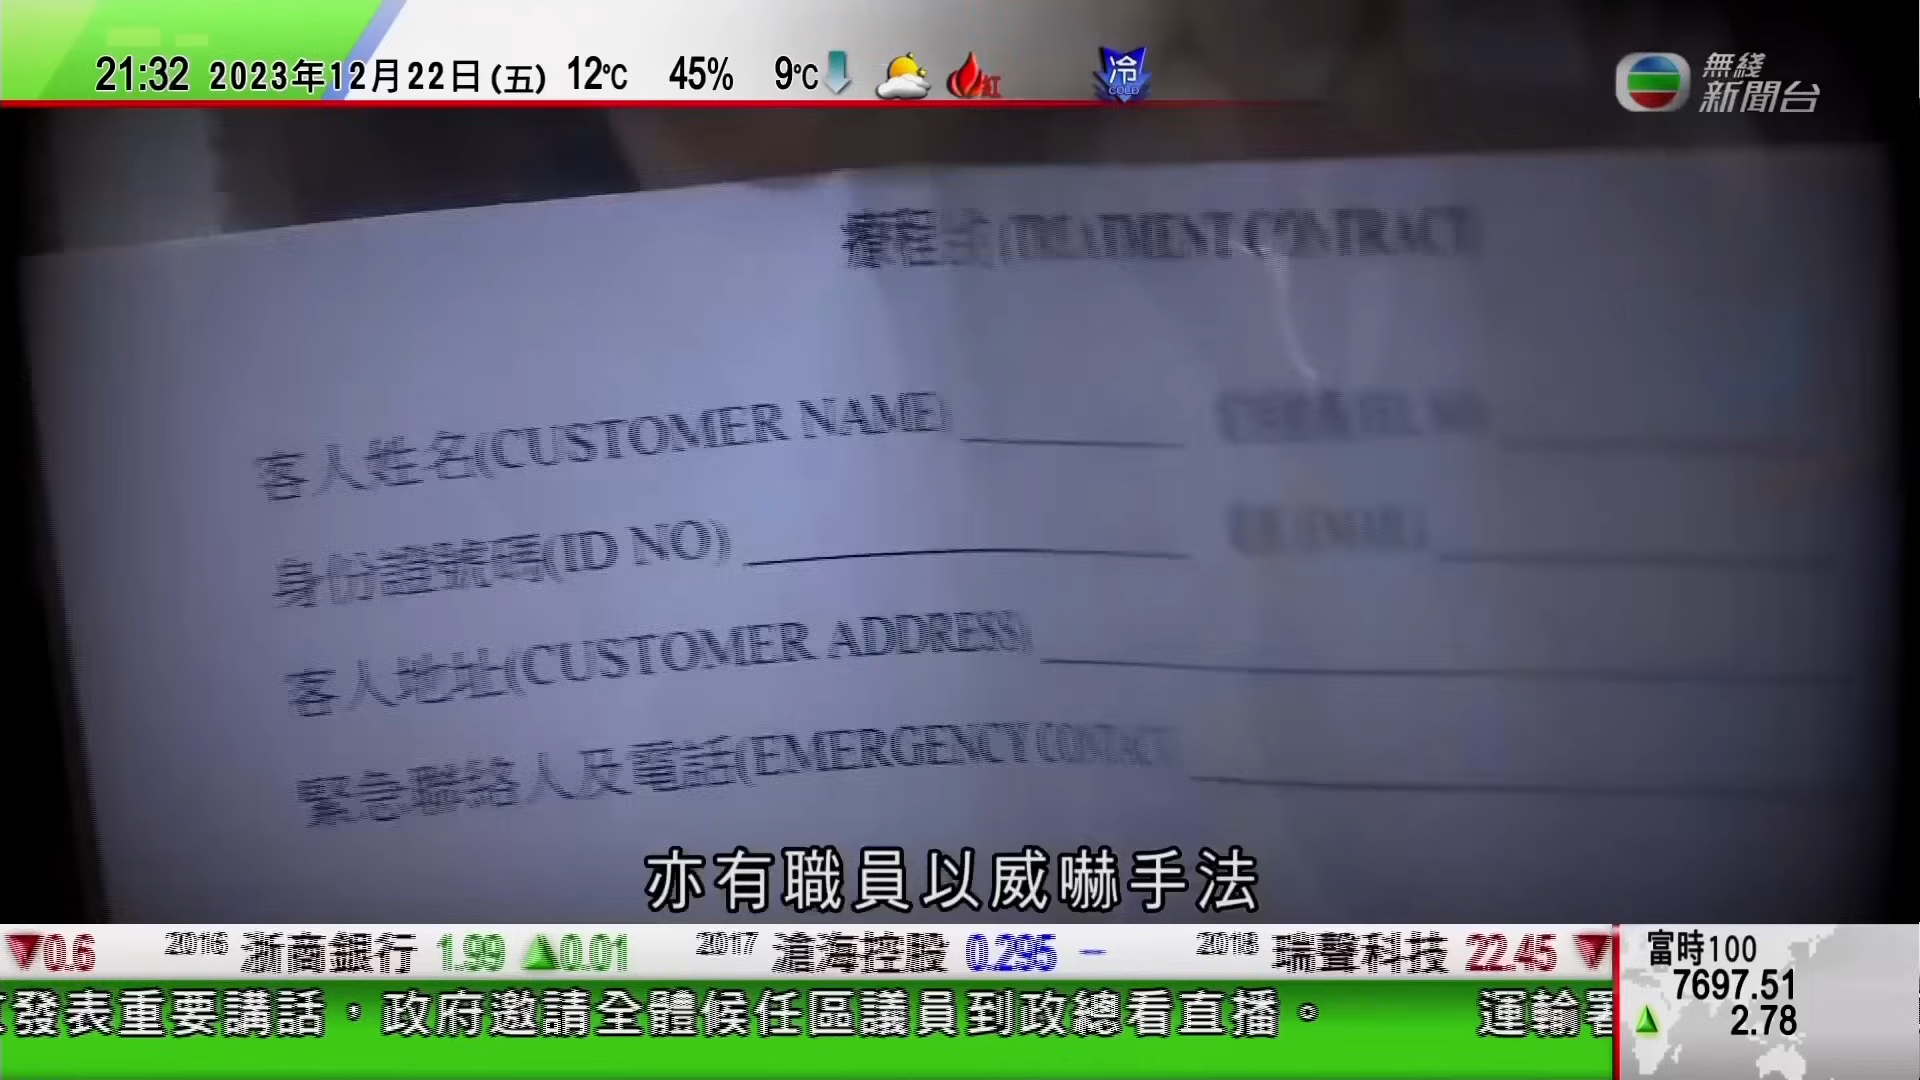 21:32 2023年12月22日(五) 12℃ 45% 9℃ 紅 冷 COLD
無綫
新聞台
療程 (TREATMENT CONTRACT)
客人姓名(CUSTOMER NAME)
身份證號碼(ID NO)
客人地址(CUSTOMER ADDRESS)
緊急聯絡人及電話(EMERGENCY CONTACT
亦有職員以威嚇手法
▼0.6 2016 浙商銀行 1.99 ▲0.01 2017 滄海控股 0.295 – 2018 瑞聲科技 22.45 ▼
發表重要講話，政府邀請全體候任區議員到政總看直播。 運輸署
富時100
7697.51
▲ 2.78